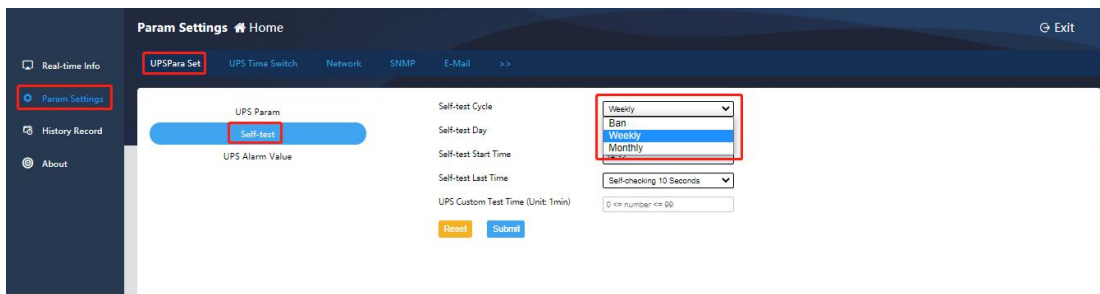 Param Settings Home
Exit
Real-time Info
Param Settings
History Record
About
UPSPara Set UPS Time Switch Network SNMP E-Mail >>
UPS Param
Self-test
UPS Alarm Value
Self-test Cycle Weekly
Ban
Weekly
Monthly
Self-test Day
Self-test Start Time
Self-test Last Time Self-checking 10 Seconds
UPS Custom Test Time (Unit: 1min) 0 <= number <= 99
Reset Submit